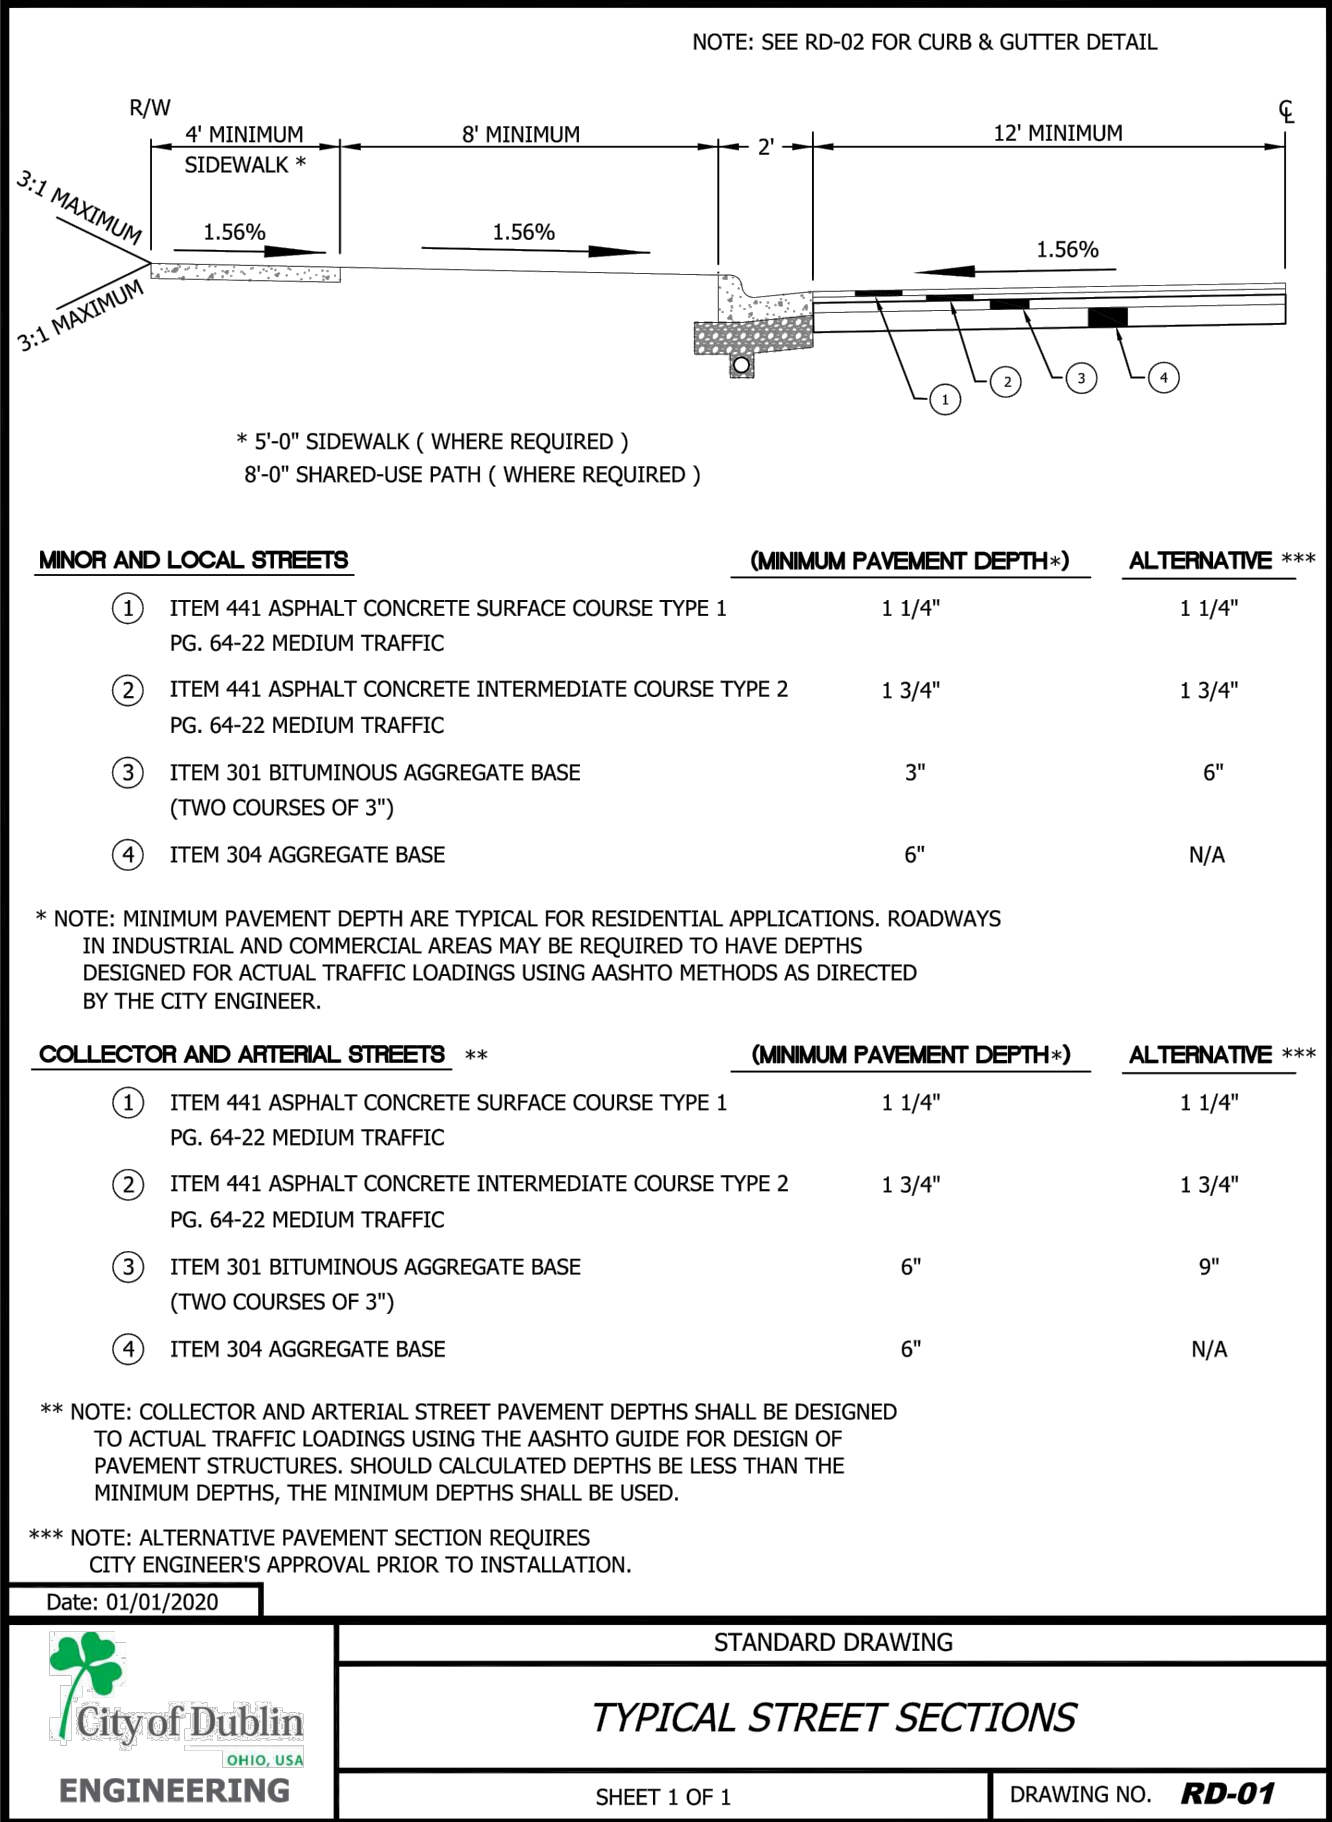 NOTE: SEE RD-02 FOR CURB & GUTTER DETAIL
R/W
℄
4' MINIMUM
8' MINIMUM
2'
12' MINIMUM
SIDEWALK *
3:1 MAXIMUM
1.56%
1.56%
1.56%
3:1 MAXIMUM
1
2
3
4
* 5'-0" SIDEWALK ( WHERE REQUIRED )
8'-0" SHARED-USE PATH ( WHERE REQUIRED )
MINOR AND LOCAL STREETS (MINIMUM PAVEMENT DEPTH*) ALTERNATIVE ***
1 ITEM 441 ASPHALT CONCRETE SURFACE COURSE TYPE 1 1 1/4" 1 1/4"
PG. 64-22 MEDIUM TRAFFIC
2 ITEM 441 ASPHALT CONCRETE INTERMEDIATE COURSE TYPE 2 1 3/4" 1 3/4"
PG. 64-22 MEDIUM TRAFFIC
3 ITEM 301 BITUMINOUS AGGREGATE BASE 3" 6"
(TWO COURSES OF 3")
4 ITEM 304 AGGREGATE BASE 6" N/A
* NOTE: MINIMUM PAVEMENT DEPTH ARE TYPICAL FOR RESIDENTIAL APPLICATIONS. ROADWAYS
IN INDUSTRIAL AND COMMERCIAL AREAS MAY BE REQUIRED TO HAVE DEPTHS
DESIGNED FOR ACTUAL TRAFFIC LOADINGS USING AASHTO METHODS AS DIRECTED
BY THE CITY ENGINEER.
COLLECTOR AND ARTERIAL STREETS ** (MINIMUM PAVEMENT DEPTH*) ALTERNATIVE ***
1 ITEM 441 ASPHALT CONCRETE SURFACE COURSE TYPE 1 1 1/4" 1 1/4"
PG. 64-22 MEDIUM TRAFFIC
2 ITEM 441 ASPHALT CONCRETE INTERMEDIATE COURSE TYPE 2 1 3/4" 1 3/4"
PG. 64-22 MEDIUM TRAFFIC
3 ITEM 301 BITUMINOUS AGGREGATE BASE 6" 9"
(TWO COURSES OF 3")
4 ITEM 304 AGGREGATE BASE 6" N/A
** NOTE: COLLECTOR AND ARTERIAL STREET PAVEMENT DEPTHS SHALL BE DESIGNED
TO ACTUAL TRAFFIC LOADINGS USING THE AASHTO GUIDE FOR DESIGN OF
PAVEMENT STRUCTURES. SHOULD CALCULATED DEPTHS BE LESS THAN THE
MINIMUM DEPTHS, THE MINIMUM DEPTHS SHALL BE USED.
*** NOTE: ALTERNATIVE PAVEMENT SECTION REQUIRES
CITY ENGINEER'S APPROVAL PRIOR TO INSTALLATION.
Date: 01/01/2020
City of Dublin
OHIO, USA
ENGINEERING
STANDARD DRAWING
TYPICAL STREET SECTIONS
SHEET 1 OF 1
DRAWING NO. RD-01